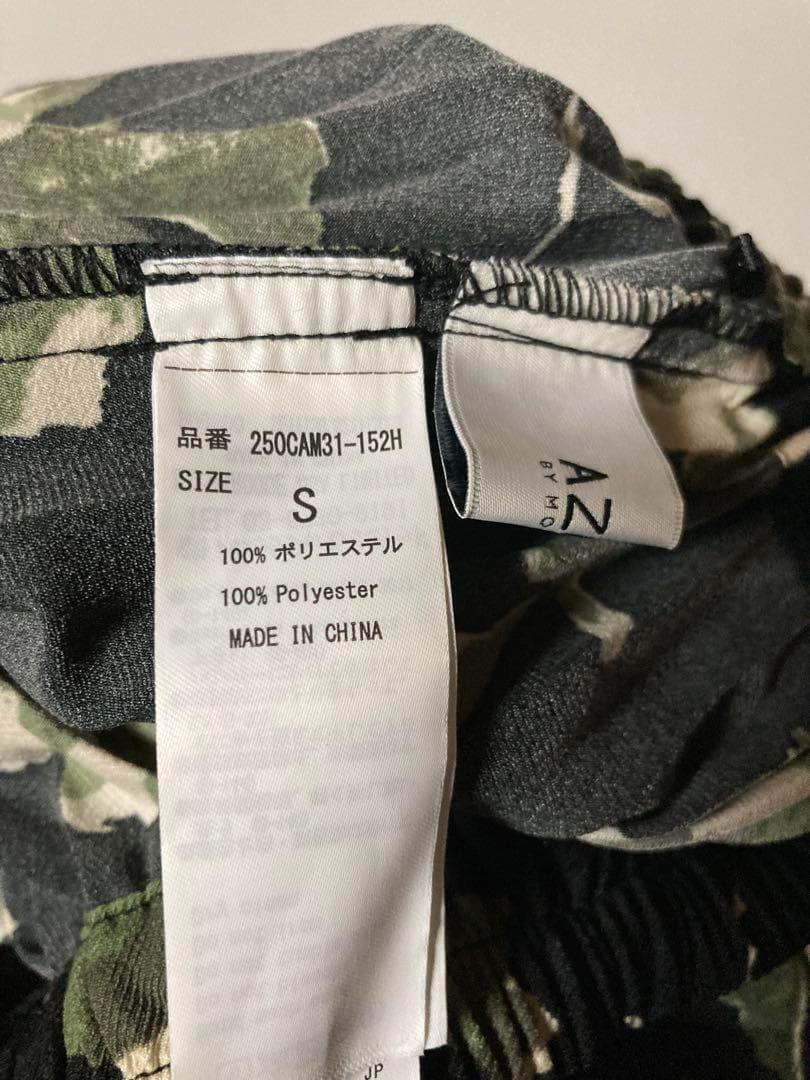 品番 250CAM31-152H
SIZE
S
100% ポリエステル
100% Polyester
MADE IN CHINA
JP
AZ
BY MO